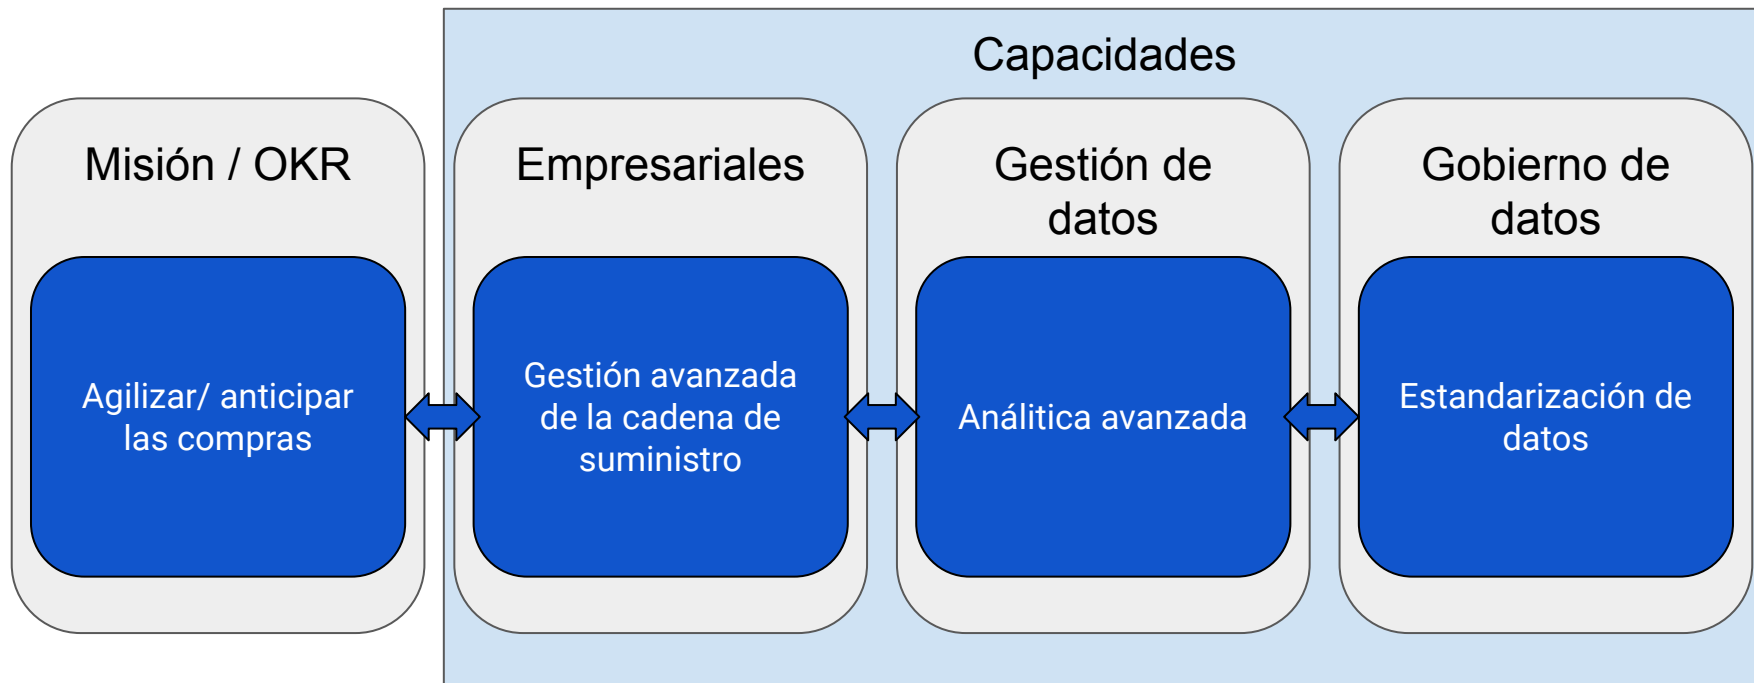 Capacidades
Misión / OKR
Agilizar/ anticipar
las compras
Empresariales
Gestión avanzada
de la cadena de
suministro
Gestión de
datos
Análitica avanzada
Gobierno de
datos
Estandarización de
datos